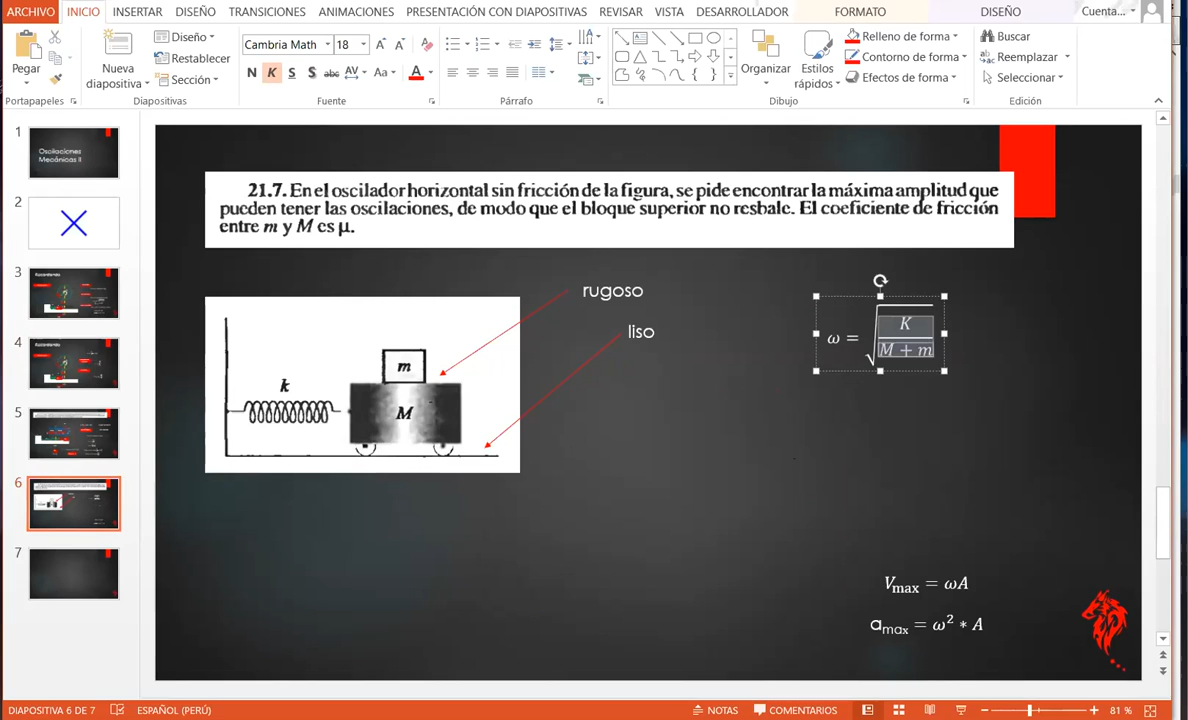 ARCHIVO INICIO INSERTAR DISEÑO TRANSICIONES ANIMACIONES PRESENTACIÓN CON DIAPOSITIVAS REVISAR VISTA DESARROLLADOR FORMATO DISEÑO Cuenta...
Pegar
Nueva diapositiva
Diseño
Restablecer
Sección
Cambria Math 18
N K S S abc AV Aa A
Organizar
Estilos rápidos
Relleno de forma
Contorno de forma
Efectos de forma
Buscar
Reemplazar
Seleccionar
Portapapeles Diapositivas Fuente Párrafo Dibujo Edición
1
Oscilaciones
Mecánicas II
2
3
4
5
6
7
21.7. En el oscilador horizontal sin fricción de la figura, se pide encontrar la máxima amplitud que
pueden tener las oscilaciones, de modo que el bloque superior no resbale. El coeficiente de fricción
entre m y M es μ.
rugoso
liso
m
k
M
ω = √(K / (M + m))
Vmax = ωA
amax = ω² ∗ A
DIAPOSITIVA 6 DE 7 ESPAÑOL (PERÚ) NOTAS COMENTARIOS 81 %